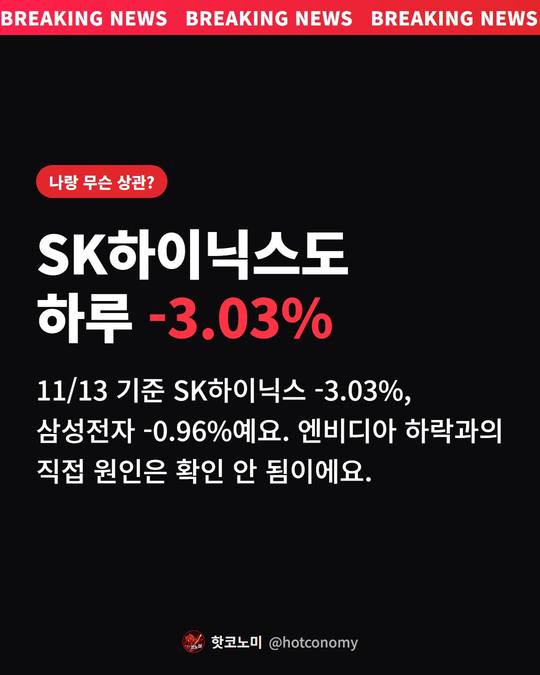 BREAKING NEWS BREAKING NEWS BREAKING NEWS
나랑 무슨 상관?
SK하이닉스도
하루 -3.03%
11/13 기준 SK하이닉스 -3.03%,
삼성전자 -0.96%예요. 엔비디아 하락과의
직접 원인은 확인 안 됨이에요.
핫코노미 @hotconomy